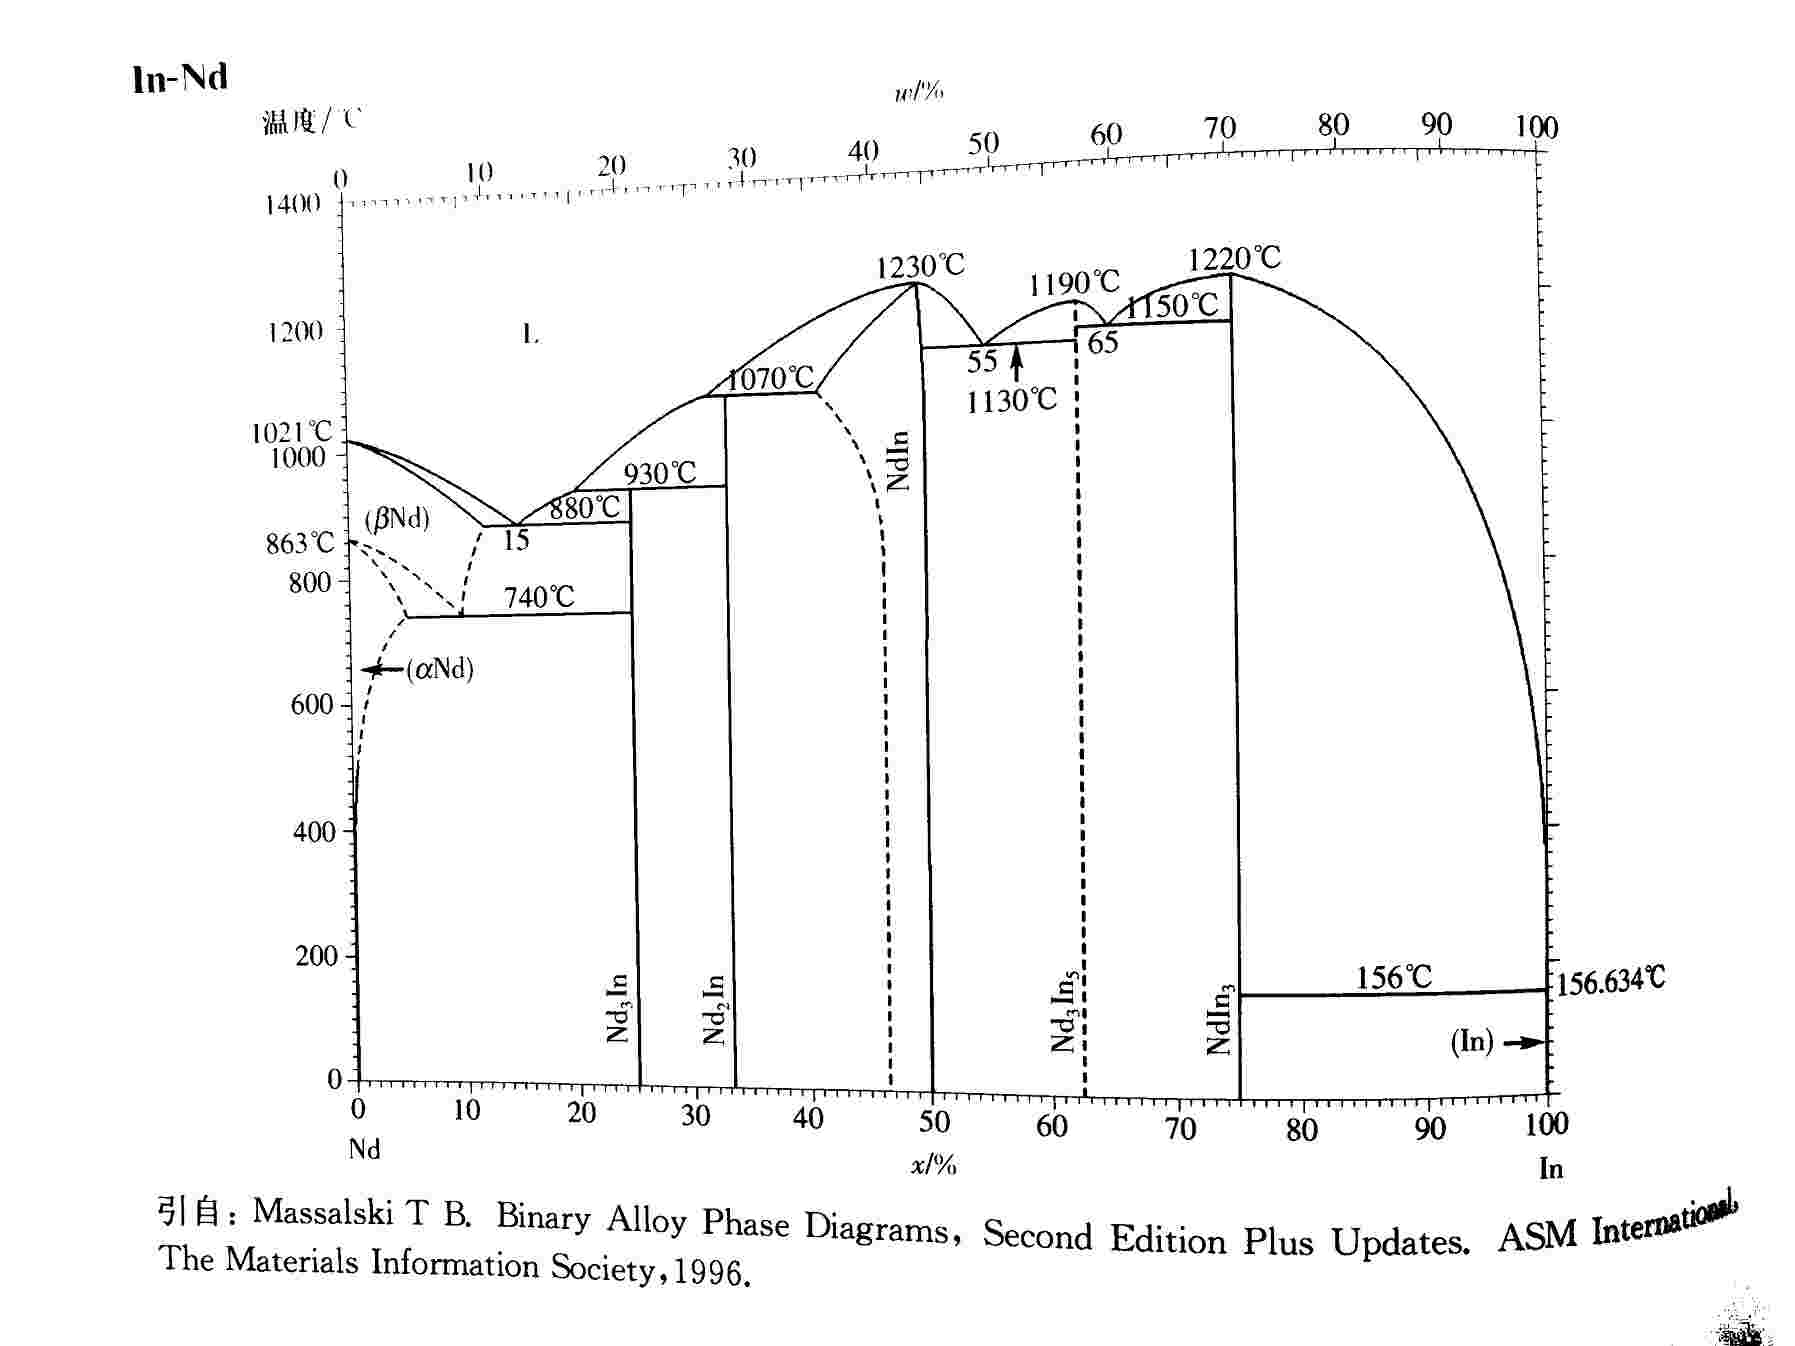 In-Nd
温度/℃
w/%
0 10 20 30 40 50 60 70 80 90 100
1400
1230℃
1190℃
1220℃
1200
L
1150℃
55
65
1130℃
1070℃
1021℃
1000
NdIn
930℃
880℃
(βNd)
15
863℃
800
740℃
(αNd)
600
400
200
Nd₃In
Nd₂In
Nd₃In₅
NdIn₃
156℃
156.634℃
(In)
0
0 10 20 30 40 50 60 70 80 90 100
Nd
x/%
In
引自: Massalski T B. Binary Alloy Phase Diagrams, Second Edition Plus Updates. ASM International,
The Materials Information Society,1996.